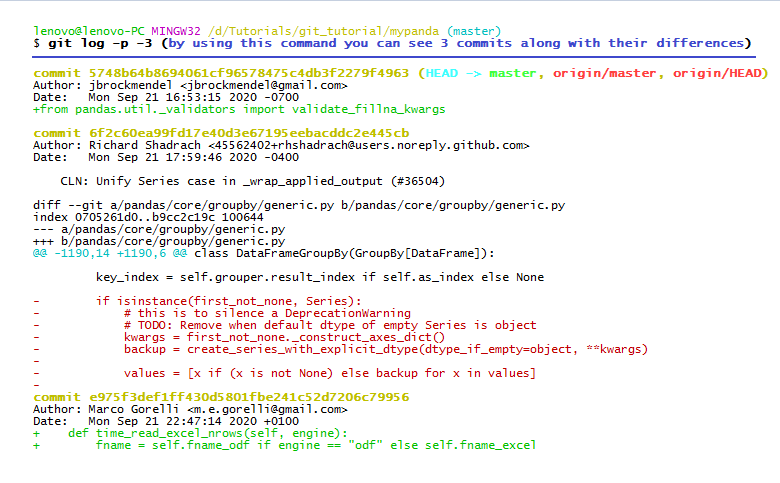 lenovo@lenovo-PC MINGW32 /d/Tutorials/git_tutorial/mypanda (master)
$ git log -p -3 (by using this command you can see 3 commits along with their differences)
commit 5748b64b8694061cf96578475c4db3f2279f4963 (HEAD -> master, origin/master, origin/HEAD)
Author: jbrockmendel <jbrockmendel@gmail.com>
Date:   Mon Sep 21 16:53:15 2020 -0700
+from pandas.util._validators import validate_fillna_kwargs
commit 6f2c60ea99fd17e40d3e67195eebacddc2e445cb
Author: Richard Shadrach <45562402+rhshadrach@users.noreply.github.com>
Date:   Mon Sep 21 17:59:46 2020 -0400
    CLN: Unify Series case in _wrap_applied_output (#36504)
diff --git a/pandas/core/groupby/generic.py b/pandas/core/groupby/generic.py
index 0705261d0..b9cc2c19c 100644
--- a/pandas/core/groupby/generic.py
+++ b/pandas/core/groupby/generic.py
@@ -1190,14 +1190,6 @@ class DataFrameGroupBy(GroupBy[DataFrame]):
         key_index = self.grouper.result_index if self.as_index else None
-        if isinstance(first_not_none, Series):
-            # this is to silence a DeprecationWarning
-            # TODO: Remove when default dtype of empty Series is object
-            kwargs = first_not_none._construct_axes_dict()
-            backup = create_series_with_explicit_dtype(dtype_if_empty=object, **kwargs)
-
-            values = [x if (x is not None) else backup for x in values]
-
commit e975f3def1ff430d5801fbe241c52d7206c79956
Author: Marco Gorelli <m.e.gorelli@gmail.com>
Date:   Mon Sep 21 22:47:14 2020 +0100
+    def time_read_excel_nrows(self, engine):
+        fname = self.fname_odf if engine == "odf" else self.fname_excel